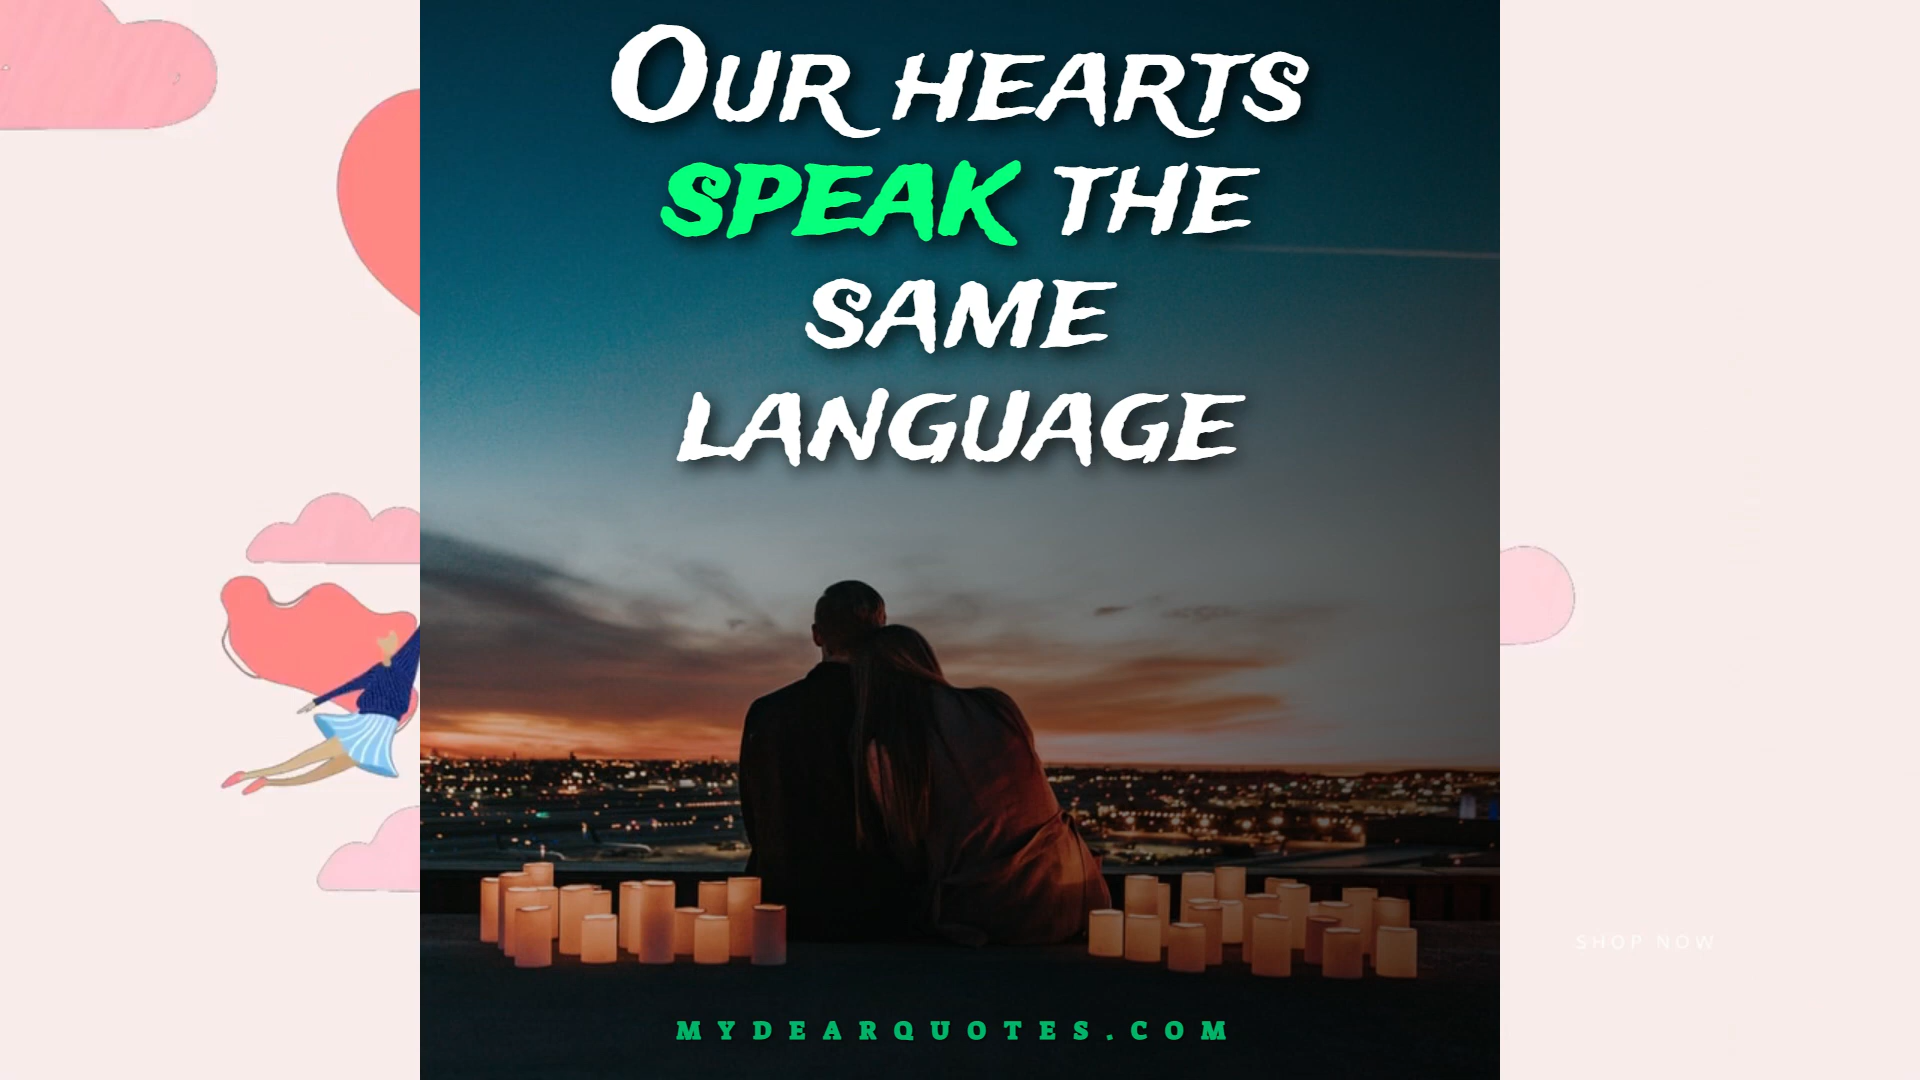 Our hearts
speak the
same
language
MYDEARQUOTES.COM
SHOP NOW